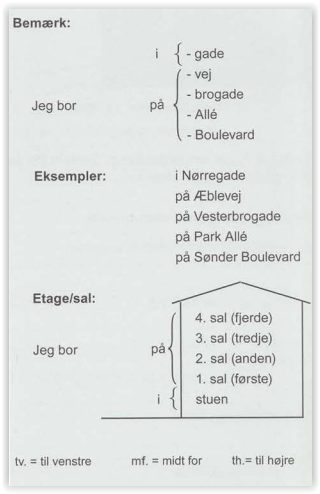 Bemærk:
i { - gade
- vej
- brogade
Jeg bor på { - Allé
- Boulevard
Eksempler: i Nørregade
på Æblevej
på Vesterbrogade
på Park Allé
på Sønder Boulevard
Etage/sal:
4. sal (fjerde)
3. sal (tredje)
Jeg bor på { 2. sal (anden)
1. sal (første)
i { stuen
tv. = til venstre mf. = midt for th.= til højre